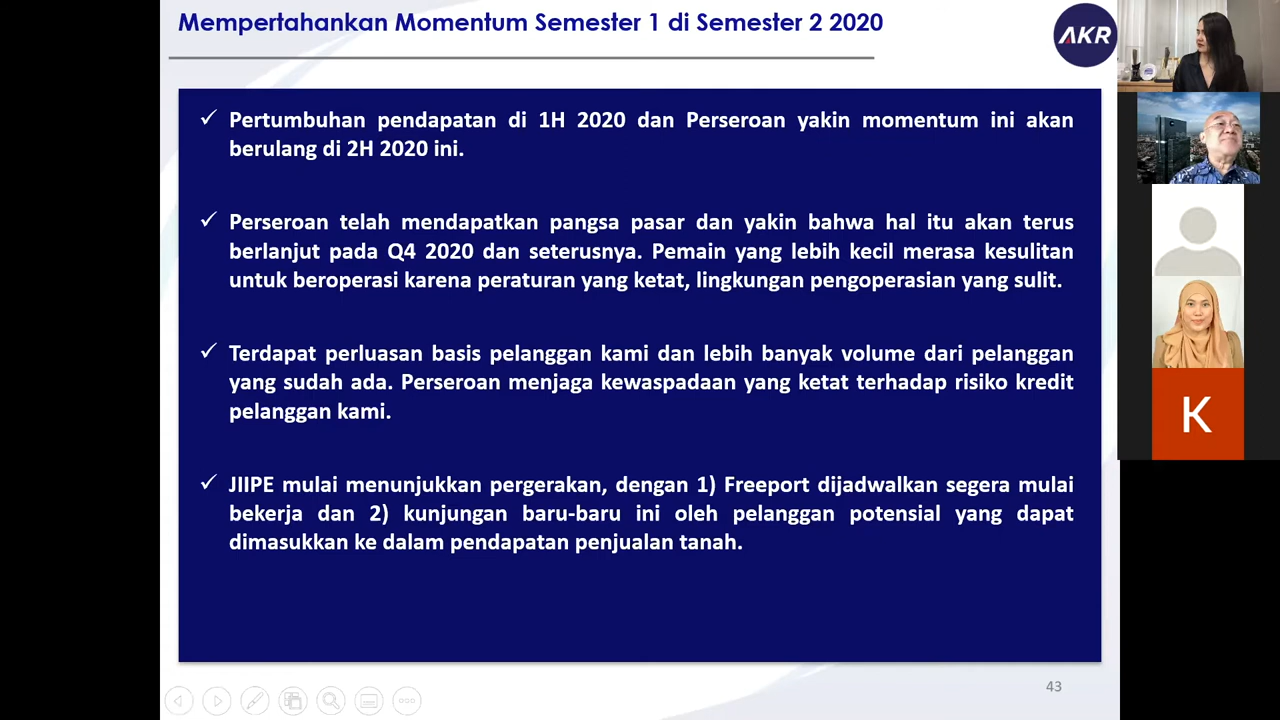 Mempertahankan Momentum Semester 1 di Semester 2 2020
AKR
✓ Pertumbuhan pendapatan di 1H 2020 dan Perseroan yakin momentum ini akan
berulang di 2H 2020 ini.
✓ Perseroan telah mendapatkan pangsa pasar dan yakin bahwa hal itu akan terus
berlanjut pada Q4 2020 dan seterusnya. Pemain yang lebih kecil merasa kesulitan
untuk beroperasi karena peraturan yang ketat, lingkungan pengoperasian yang sulit.
✓ Terdapat perluasan basis pelanggan kami dan lebih banyak volume dari pelanggan
yang sudah ada. Perseroan menjaga kewaspadaan yang ketat terhadap risiko kredit
pelanggan kami.
✓ JIIPE mulai menunjukkan pergerakan, dengan 1) Freeport dijadwalkan segera mulai
bekerja dan 2) kunjungan baru-baru ini oleh pelanggan potensial yang dapat
dimasukkan ke dalam pendapatan penjualan tanah.
43
K